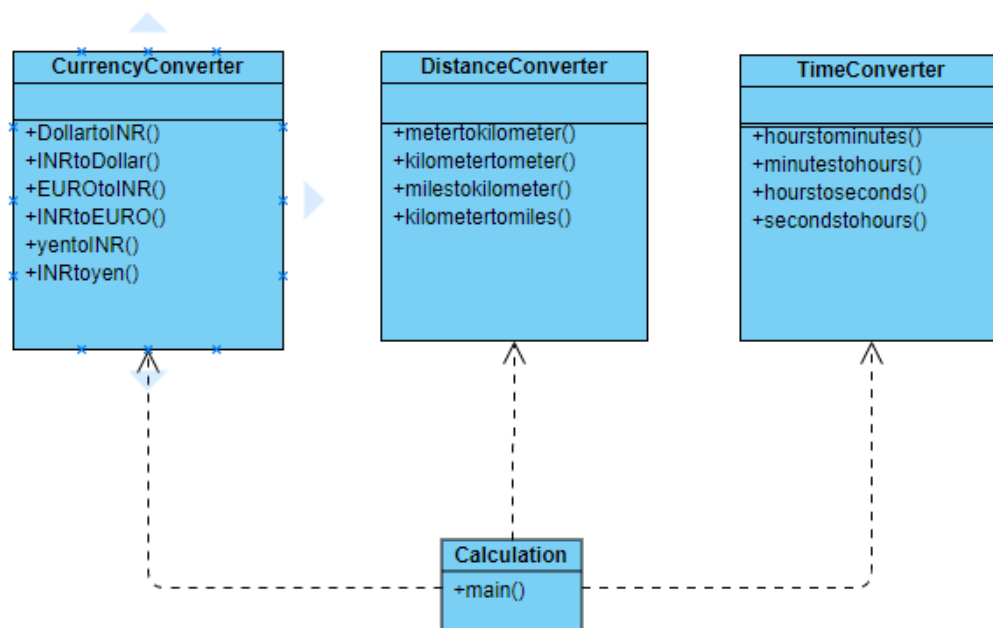 CurrencyConverter
+DollartoINR()
+INRtoDollar()
+EUROtoINR()
+INRtoEURO()
+yentoINR()
+INRtoyen()
DistanceConverter
+metertokilometer()
+kilometertometer()
+milestokilometer()
+kilometertomiles()
TimeConverter
+hourstominutes()
+minutestohours()
+hourstoseconds()
+secondstohours()
Calculation
+main()